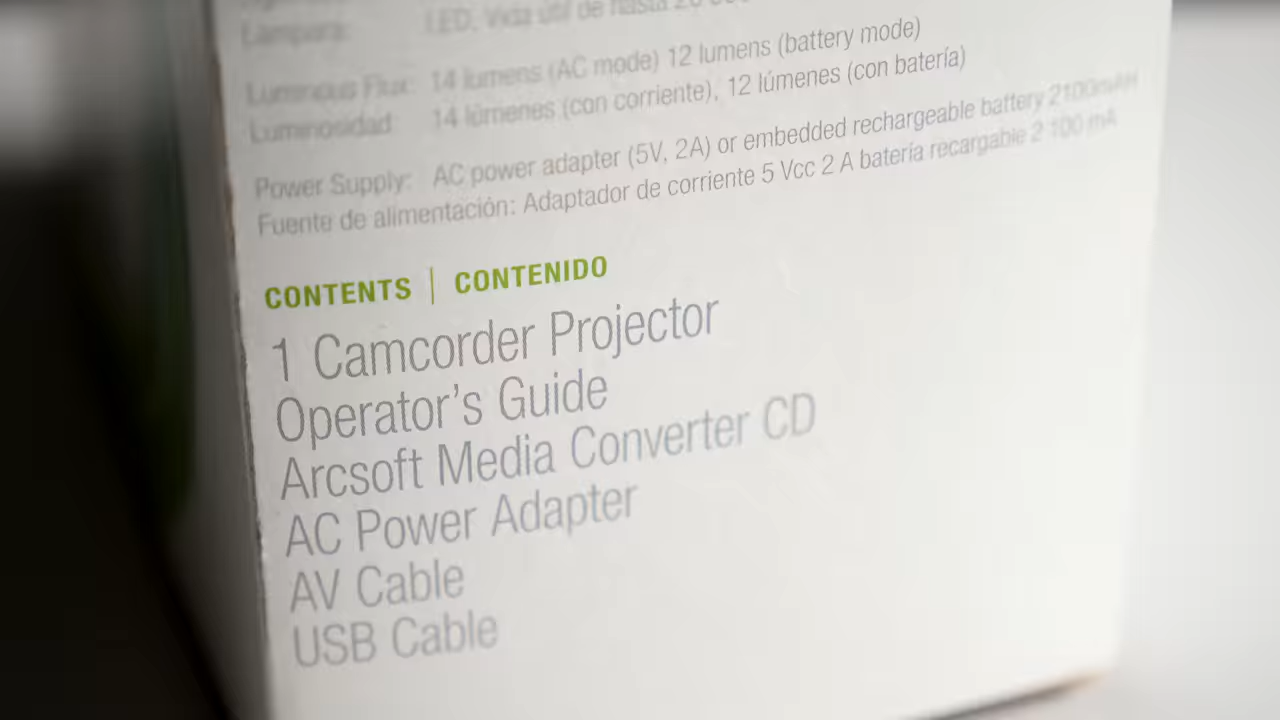 Lámpara: LED. Vida útil de hasta 20
Luminous Flux: 14 lumens (AC mode) 12 lumens (battery mode)
Luminosidad 14 lúmenes (con corriente), 12 lúmenes (con batería)
Power Supply: AC power adapter (5V, 2A) or embedded rechargeable battery 2100mAH
Fuente de alimentación: Adaptador de corriente 5 Vcc 2 A batería recargable 2 100 mA
CONTENTS | CONTENIDO
1 Camcorder Projector
Operator's Guide
Arcsoft Media Converter CD
AC Power Adapter
AV Cable
USB Cable